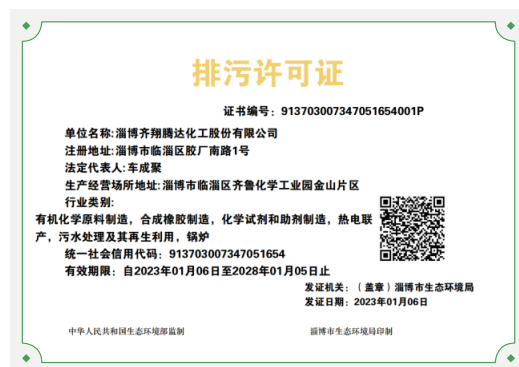 排污许可证
证书编号：913703007347051654001P
单位名称:淄博齐翔腾达化工股份有限公司
注册地址:淄博市临淄区胶厂南路1号
法定代表人:车成聚
生产经营场所地址:淄博市临淄区齐鲁化学工业园金山片区
行业类别:
有机化学原料制造，合成橡胶制造，化学试剂和助剂制造，热电联
产，污水处理及其再生利用，锅炉
统一社会信用代码：913703007347051654
有效期限：自2023年01月06日至2028年01月05日止
发证机关：（盖章）淄博市生态环境局
发证日期：2023年01月06日
中华人民共和国生态环境部监制
淄博市生态环境局印制